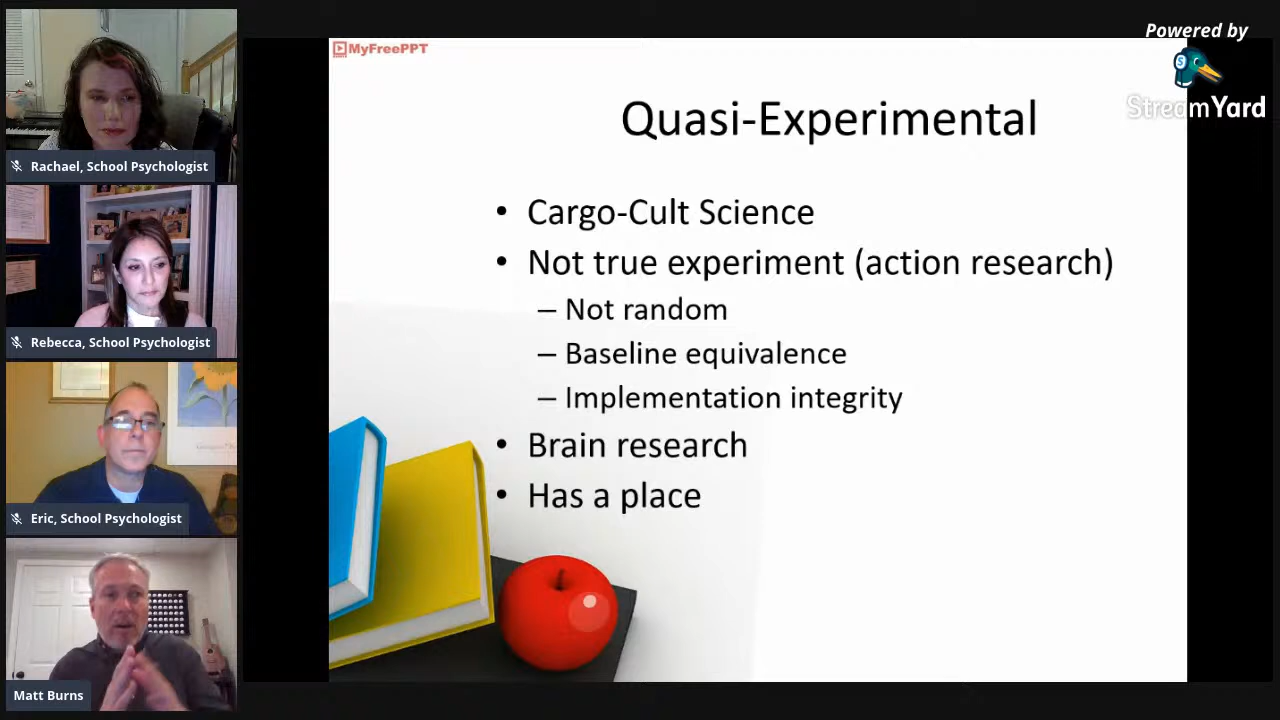 Powered by
StreamYard
MyFreePPT
Quasi-Experimental
• Cargo-Cult Science
• Not true experiment (action research)
– Not random
– Baseline equivalence
– Implementation integrity
• Brain research
• Has a place
Rachael, School Psychologist
Rebecca, School Psychologist
Eric, School Psychologist
Matt Burns